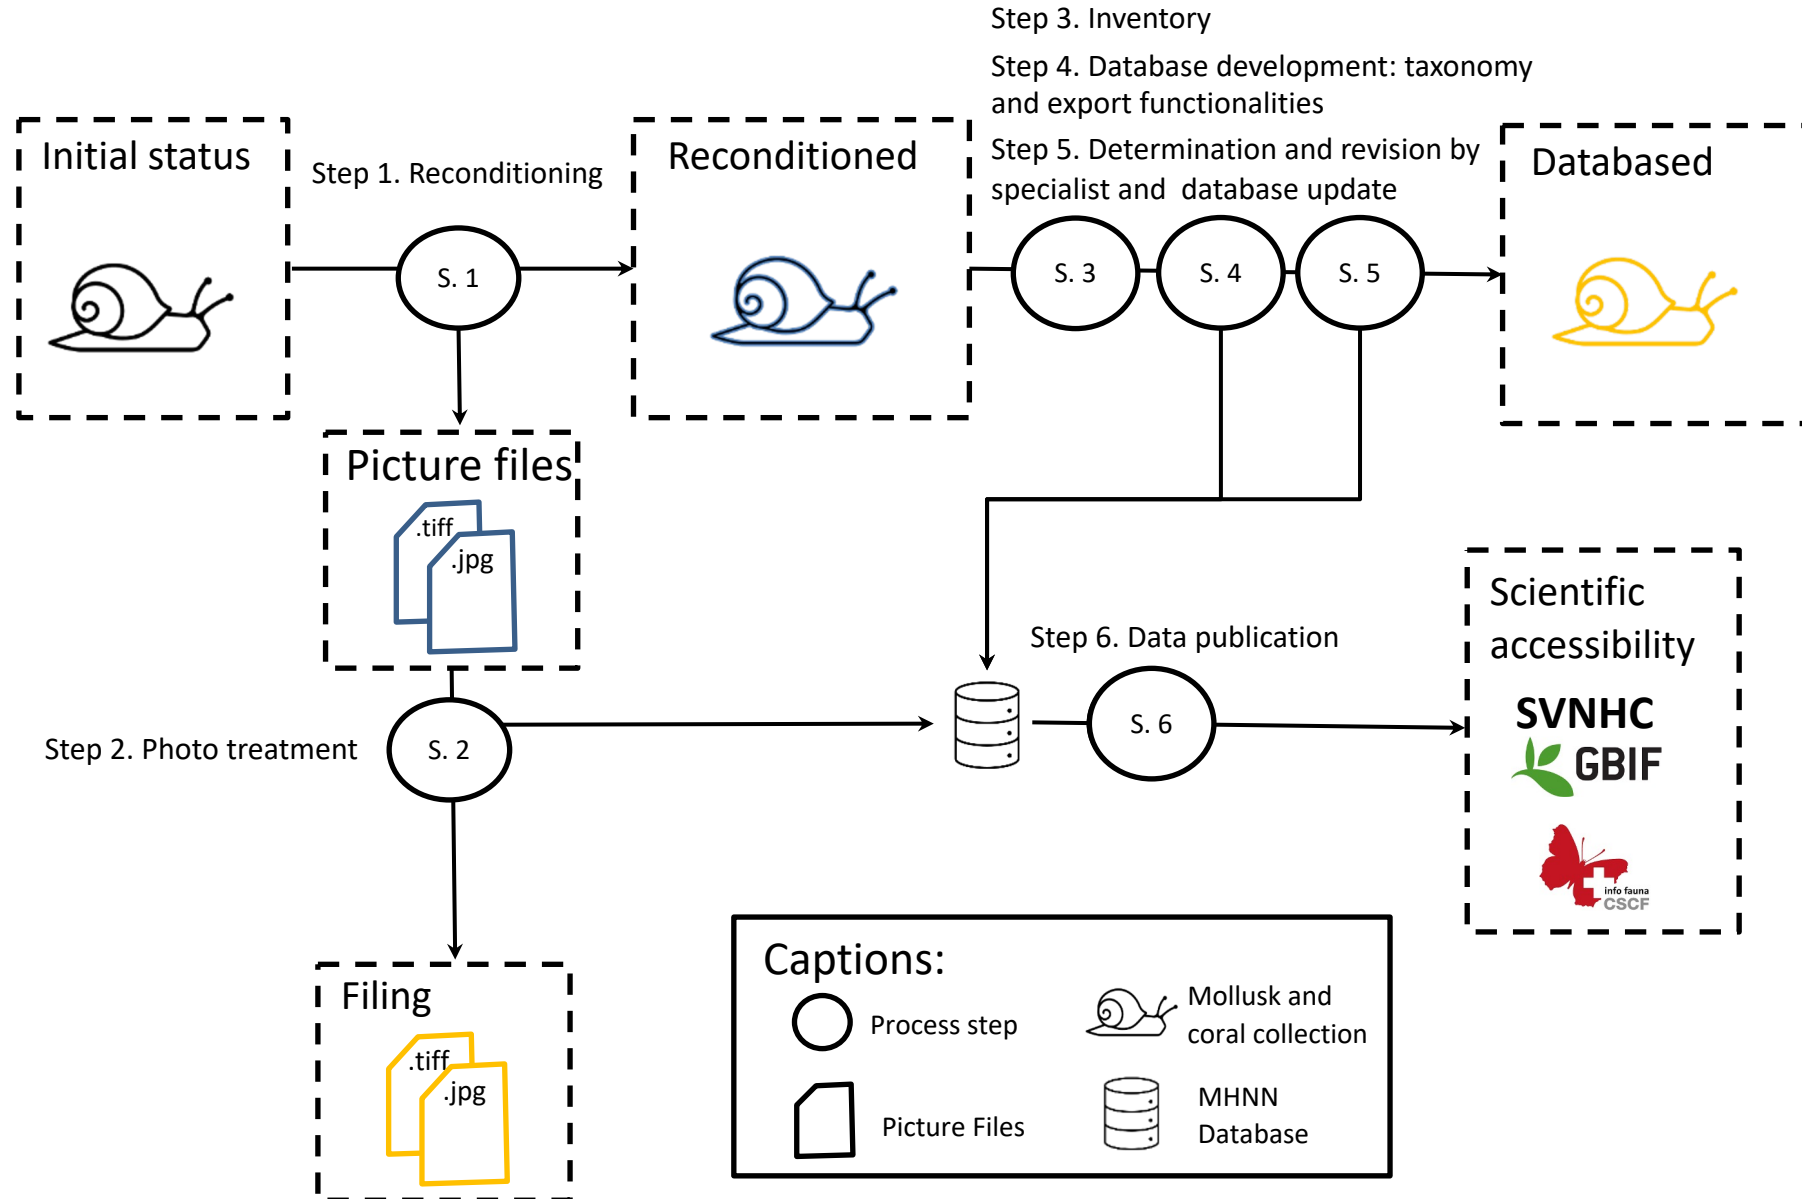 Step 3. Inventory
Step 4. Database development: taxonomy
and export functionalities
Step 5. Determination and revision by
specialist and  database update
Initial status
Step 1. Reconditioning
Reconditioned
Databased
S. 1
S. 3
S. 4
S. 5
Picture files
.tiff
.jpg
Step 2. Photo treatment
S. 2
Step 6. Data publication
S. 6
Scientific
accessibility
SVNHC
GBIF
info fauna
CSCF
Filing
.tiff
.jpg
Captions:
Process step
Mollusk and
coral collection
Picture Files
MHNN
Database